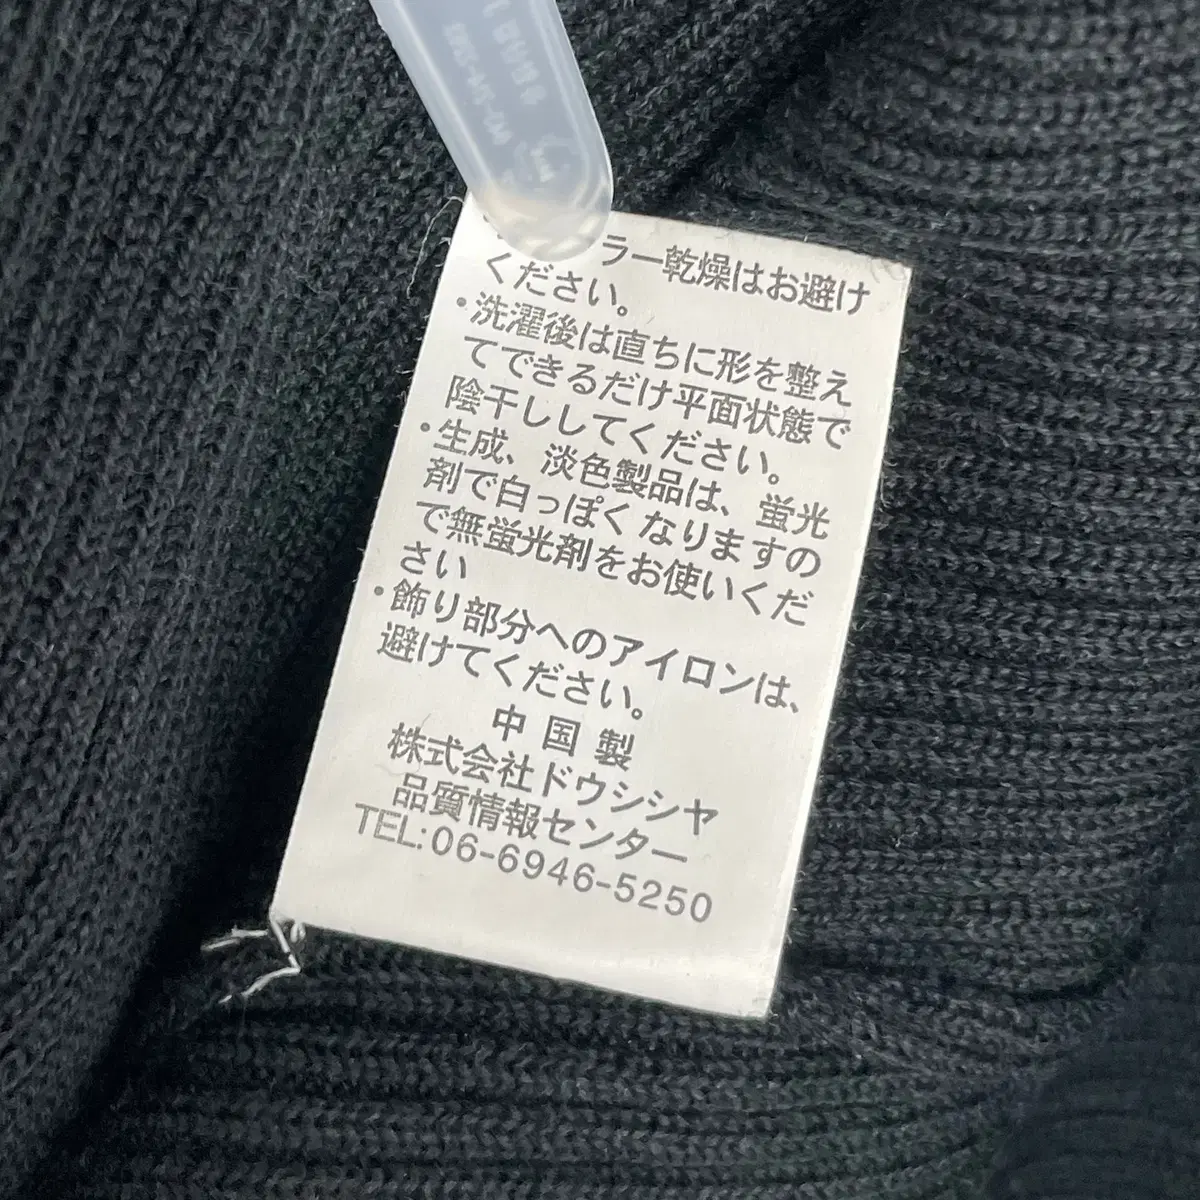 ラー乾燥はお避け
ください。
・洗濯後は直ちに形を整え
てできるだけ平面状態で
陰干ししてください。
・生成、淡色製品は、蛍光
剤で白っぽくなりますの
で無蛍光剤をお使いくだ
さい
・飾り部分へのアイロンは、
避けてください。
中国製
株式会社ドウシシャ
品質情報センター
TEL:06-6946-5250